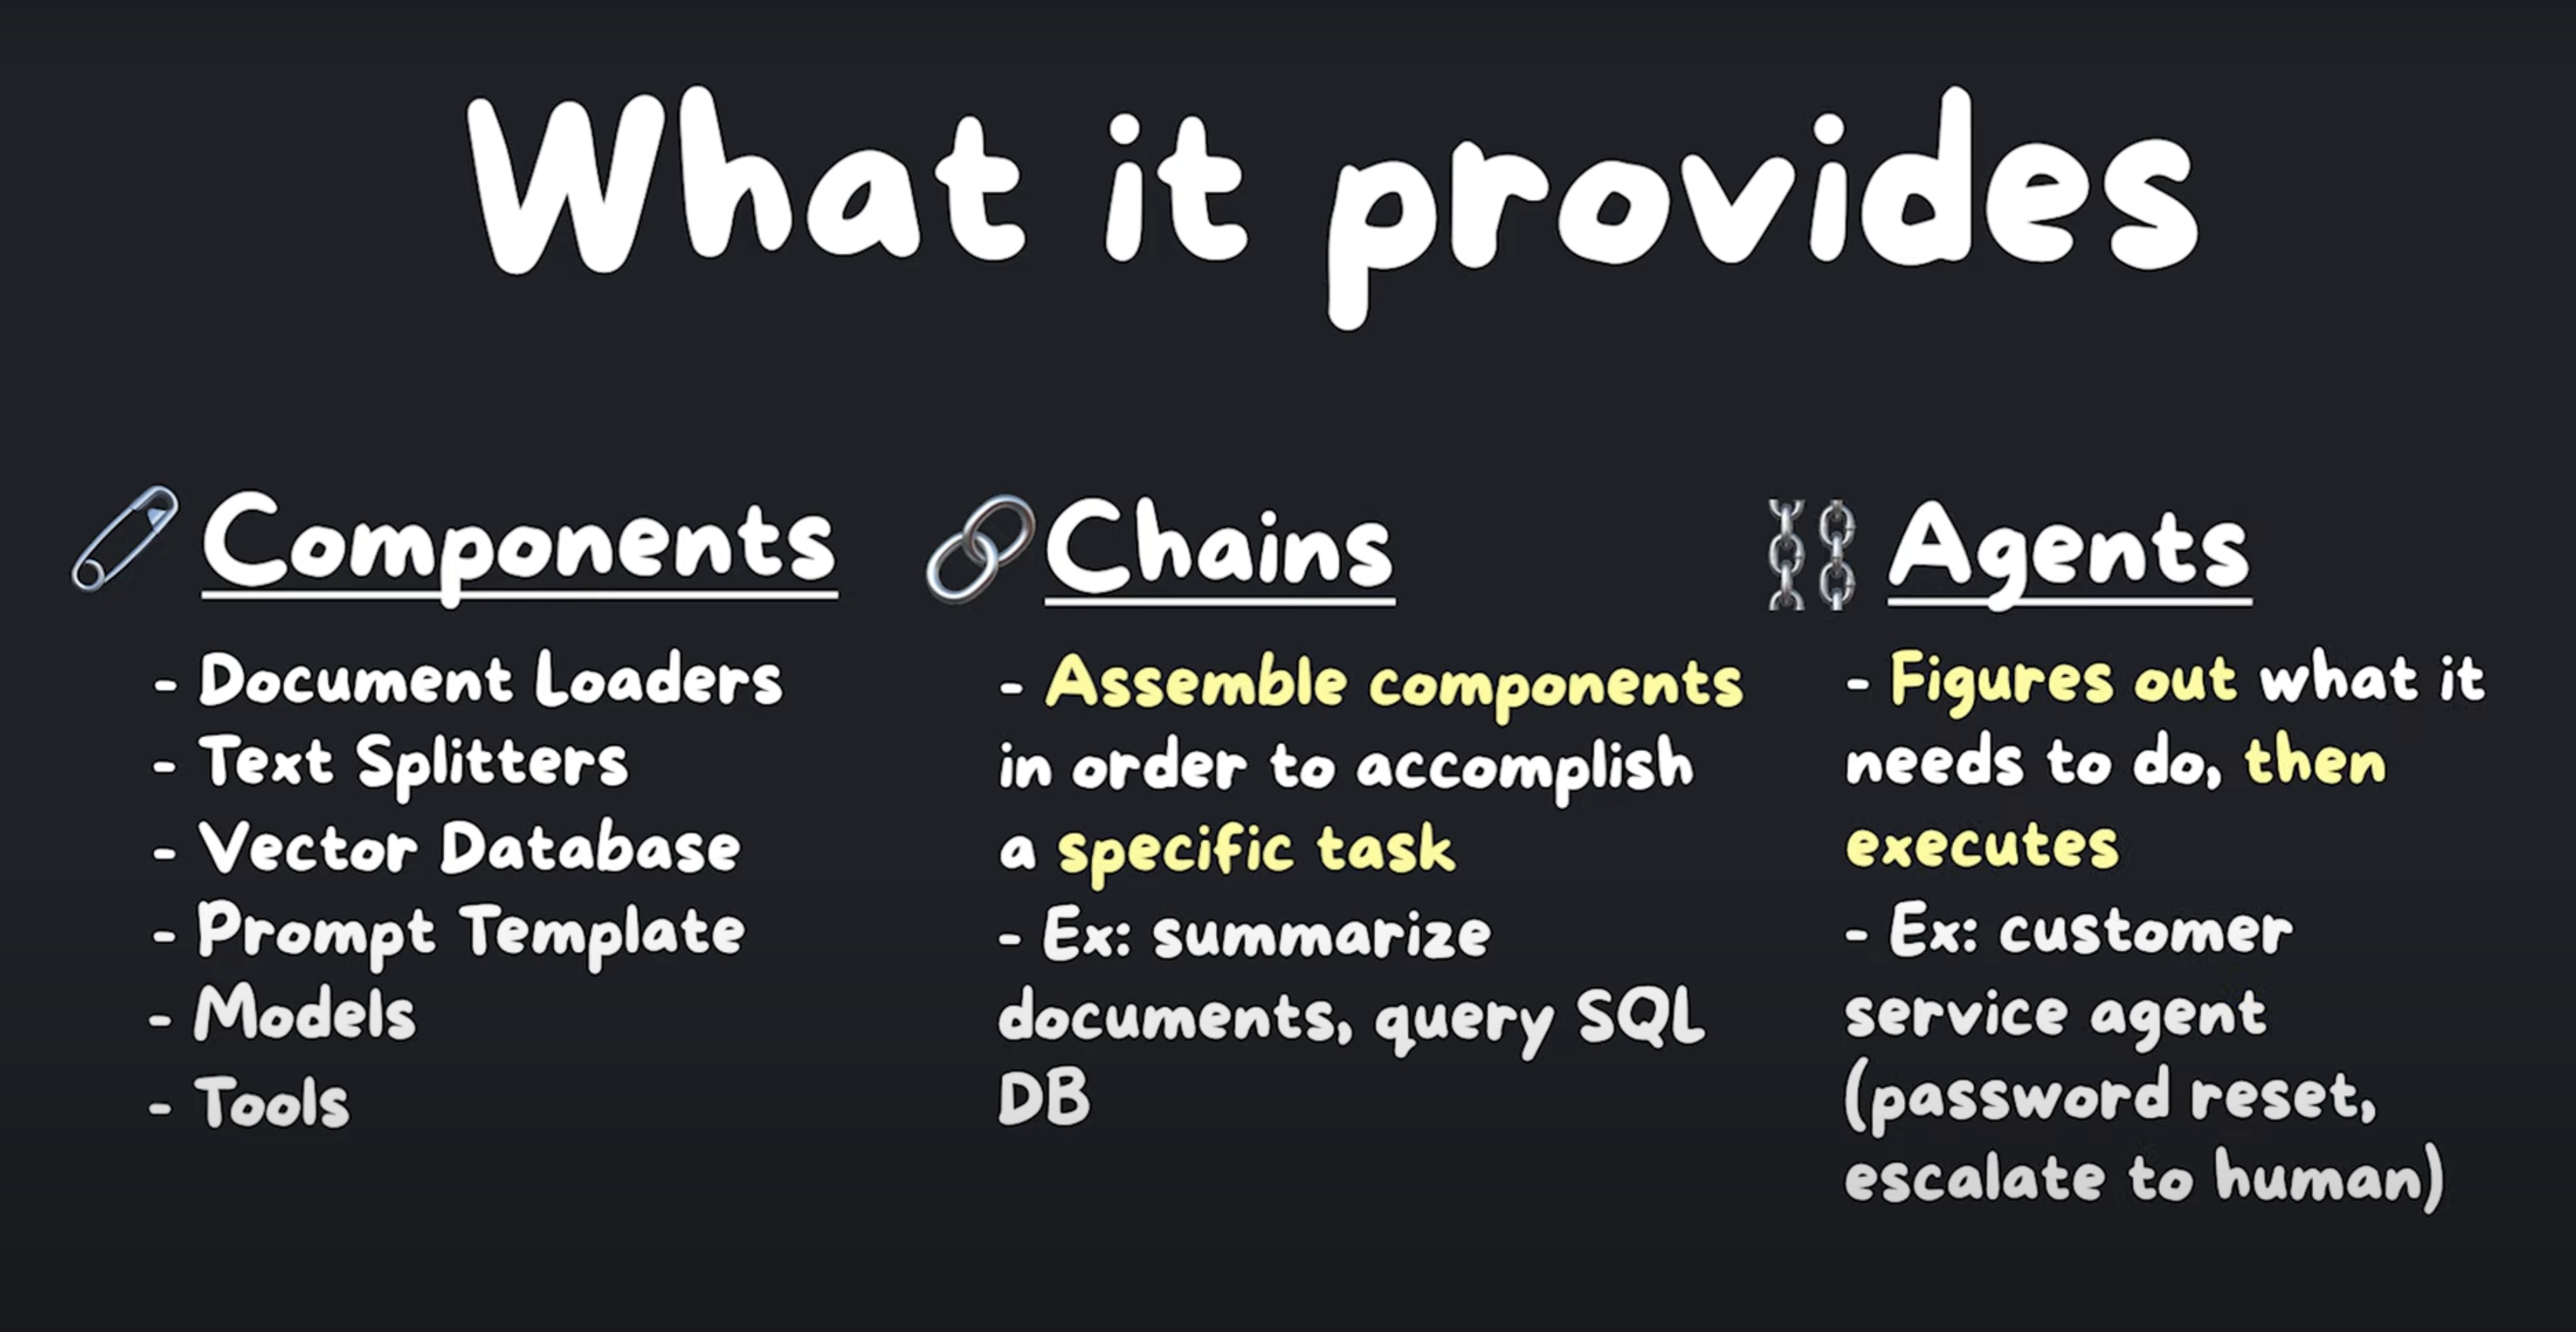 What it provides
Components
- Document Loaders
- Text Splitters
- Vector Database
- Prompt Template
- Models
- Tools
Chains
- Assemble components
in order to accomplish
a specific task
- Ex: summarize
documents, query SQL
DB
Agents
- Figures out what it
needs to do, then
executes
- Ex: customer
service agent
(password reset,
escalate to human)